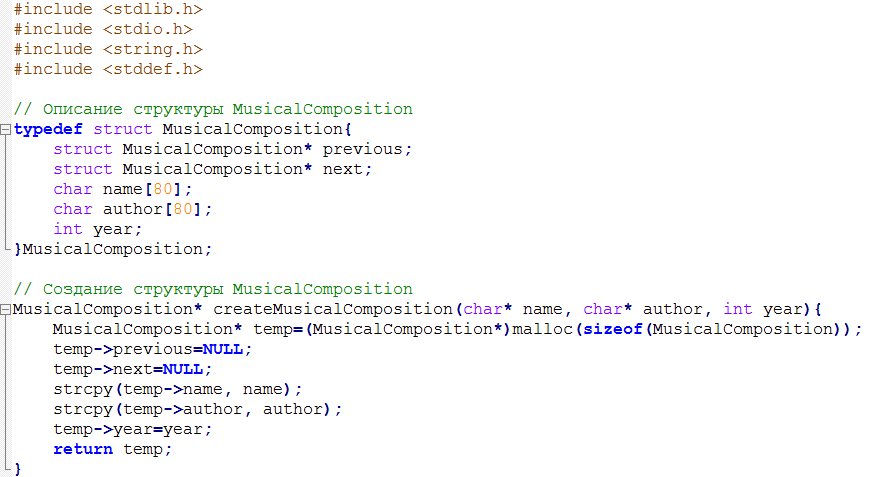 #include <stdlib.h>
#include <stdio.h>
#include <string.h>
#include <stddef.h>

// Описание структуры MusicalComposition
typedef struct MusicalComposition{
    struct MusicalComposition* previous;
    struct MusicalComposition* next;
    char name[80];
    char author[80];
    int year;
}MusicalComposition;

// Создание структуры MusicalComposition
MusicalComposition* createMusicalComposition(char* name, char* author, int year){
    MusicalComposition* temp=(MusicalComposition*)malloc(sizeof(MusicalComposition));
    temp->previous=NULL;
    temp->next=NULL;
    strcpy(temp->name, name);
    strcpy(temp->author, author);
    temp->year=year;
    return temp;
}